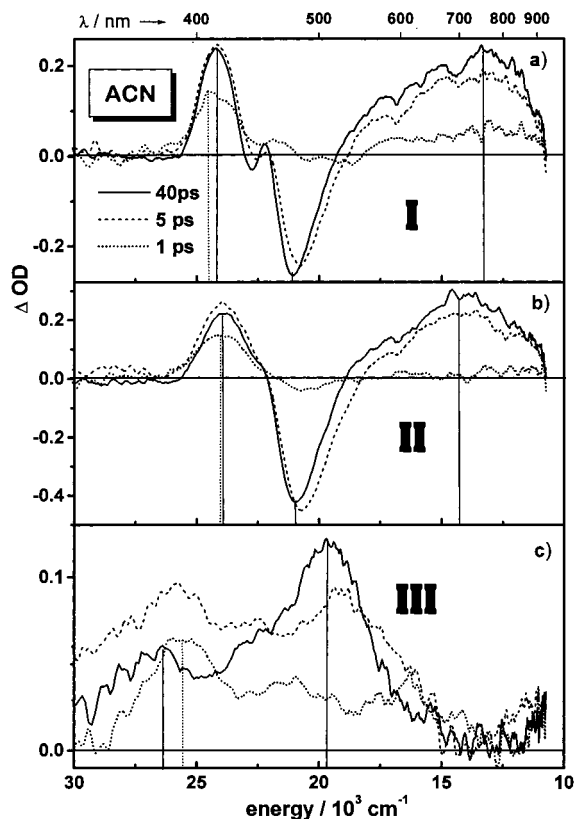 λ / nm → 400 500 600 700 800 900
0.2
0.0
-0.2
ACN
40ps
5 ps
1 ps
a)
I
Δ OD
0.2
0.0
-0.2
-0.4
b)
II
0.1
0.0
c)
III
30 25 20 15 10
energy / 10³ cm⁻¹